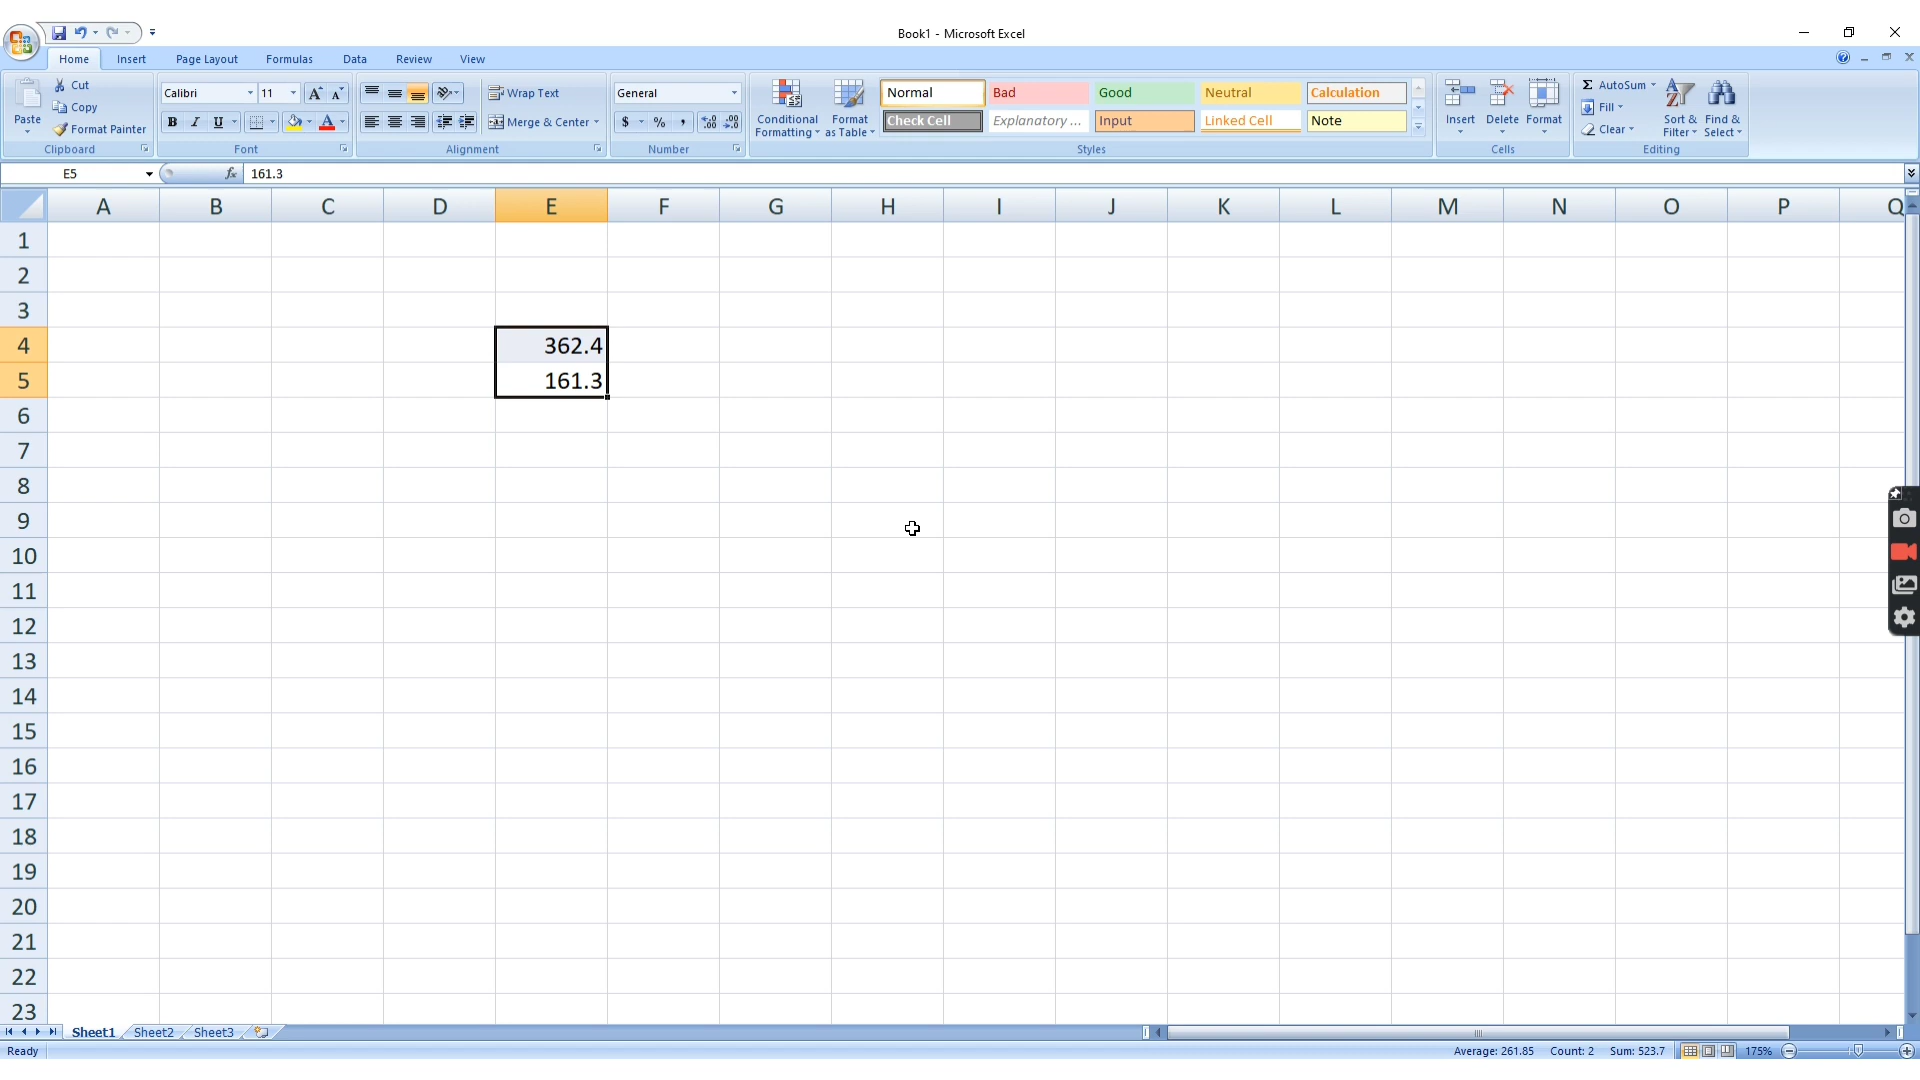 Book1 - Microsoft Excel
Home Insert Page Layout Formulas Data Review View
Paste
Cut
Copy
Format Painter
Clipboard
Calibri 11
B I U
Font
Wrap Text
Merge & Center
Alignment
General
$ % ,
Number
Conditional Formatting
Format as Table
Normal Bad Good Neutral Calculation
Check Cell Explanatory ... Input Linked Cell Note
Styles
Insert Delete Format
Cells
Σ AutoSum
Fill
Clear
Sort & Filter
Find & Select
Editing
E5 fx 161.3
A B C D E F G H I J K L M N O P Q
1
2
3
4 362.4
5 161.3
6
7
8
9
10
11
12
13
14
15
16
17
18
19
20
21
22
23
Sheet1 Sheet2 Sheet3
Ready Average: 261.85 Count: 2 Sum: 523.7 175%